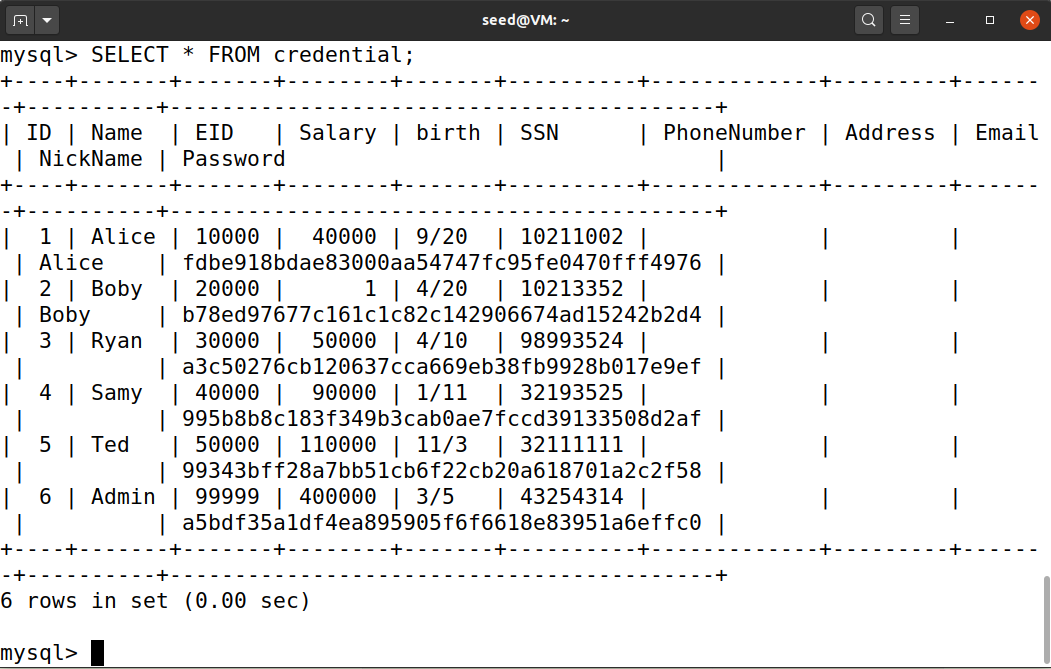 seed@VM: ~
mysql> SELECT * FROM credential;
+----+-------+-------+--------+-------+----------+-------------+---------+------
-+----------+------------------------------------------+
| ID | Name  | EID   | Salary | birth | SSN      | PhoneNumber | Address | Email
 | NickName | Password                                 |
+----+-------+-------+--------+-------+----------+-------------+---------+------
-+----------+------------------------------------------+
|  1 | Alice | 10000 |  40000 | 9/20  | 10211002 |             |         |
 | Alice    | fdbe918bdae83000aa54747fc95fe0470fff4976 |
|  2 | Boby  | 20000 |      1 | 4/20  | 10213352 |             |         |
 | Boby     | b78ed97677c161c1c82c142906674ad15242b2d4 |
|  3 | Ryan  | 30000 |  50000 | 4/10  | 98993524 |             |         |
 |          | a3c50276cb120637cca669eb38fb9928b017e9ef |
|  4 | Samy  | 40000 |  90000 | 1/11  | 32193525 |             |         |
 |          | 995b8b8c183f349b3cab0ae7fccd39133508d2af |
|  5 | Ted   | 50000 | 110000 | 11/3  | 32111111 |             |         |
 |          | 99343bff28a7bb51cb6f22cb20a618701a2c2f58 |
|  6 | Admin | 99999 | 400000 | 3/5   | 43254314 |             |         |
 |          | a5bdf35a1df4ea895905f6f6618e83951a6effc0 |
+----+-------+-------+--------+-------+----------+-------------+---------+------
-+----------+------------------------------------------+
6 rows in set (0.00 sec)
mysql>